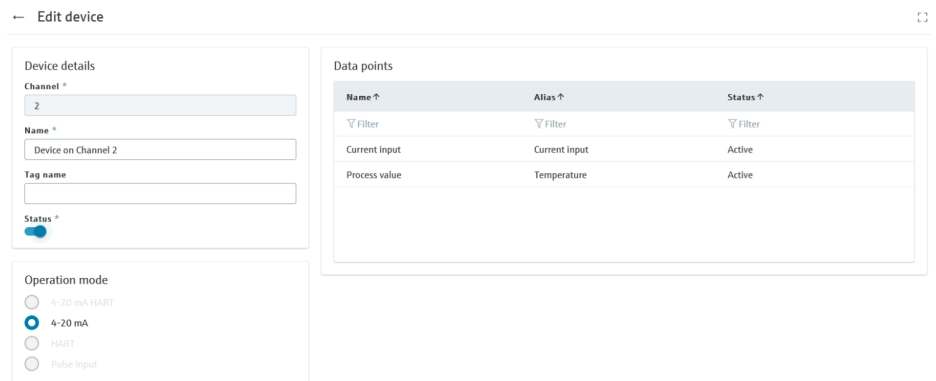 ← Edit device
Device details
Channel *
2
Name *
Device on Channel 2
Tag name
Status *
Operation mode
4-20 mA HART
4-20 mA
HART
Pulse Input
Data points
Name↑ Alias↑ Status↑
Filter Filter Filter
Current input Current input Active
Process value Temperature Active